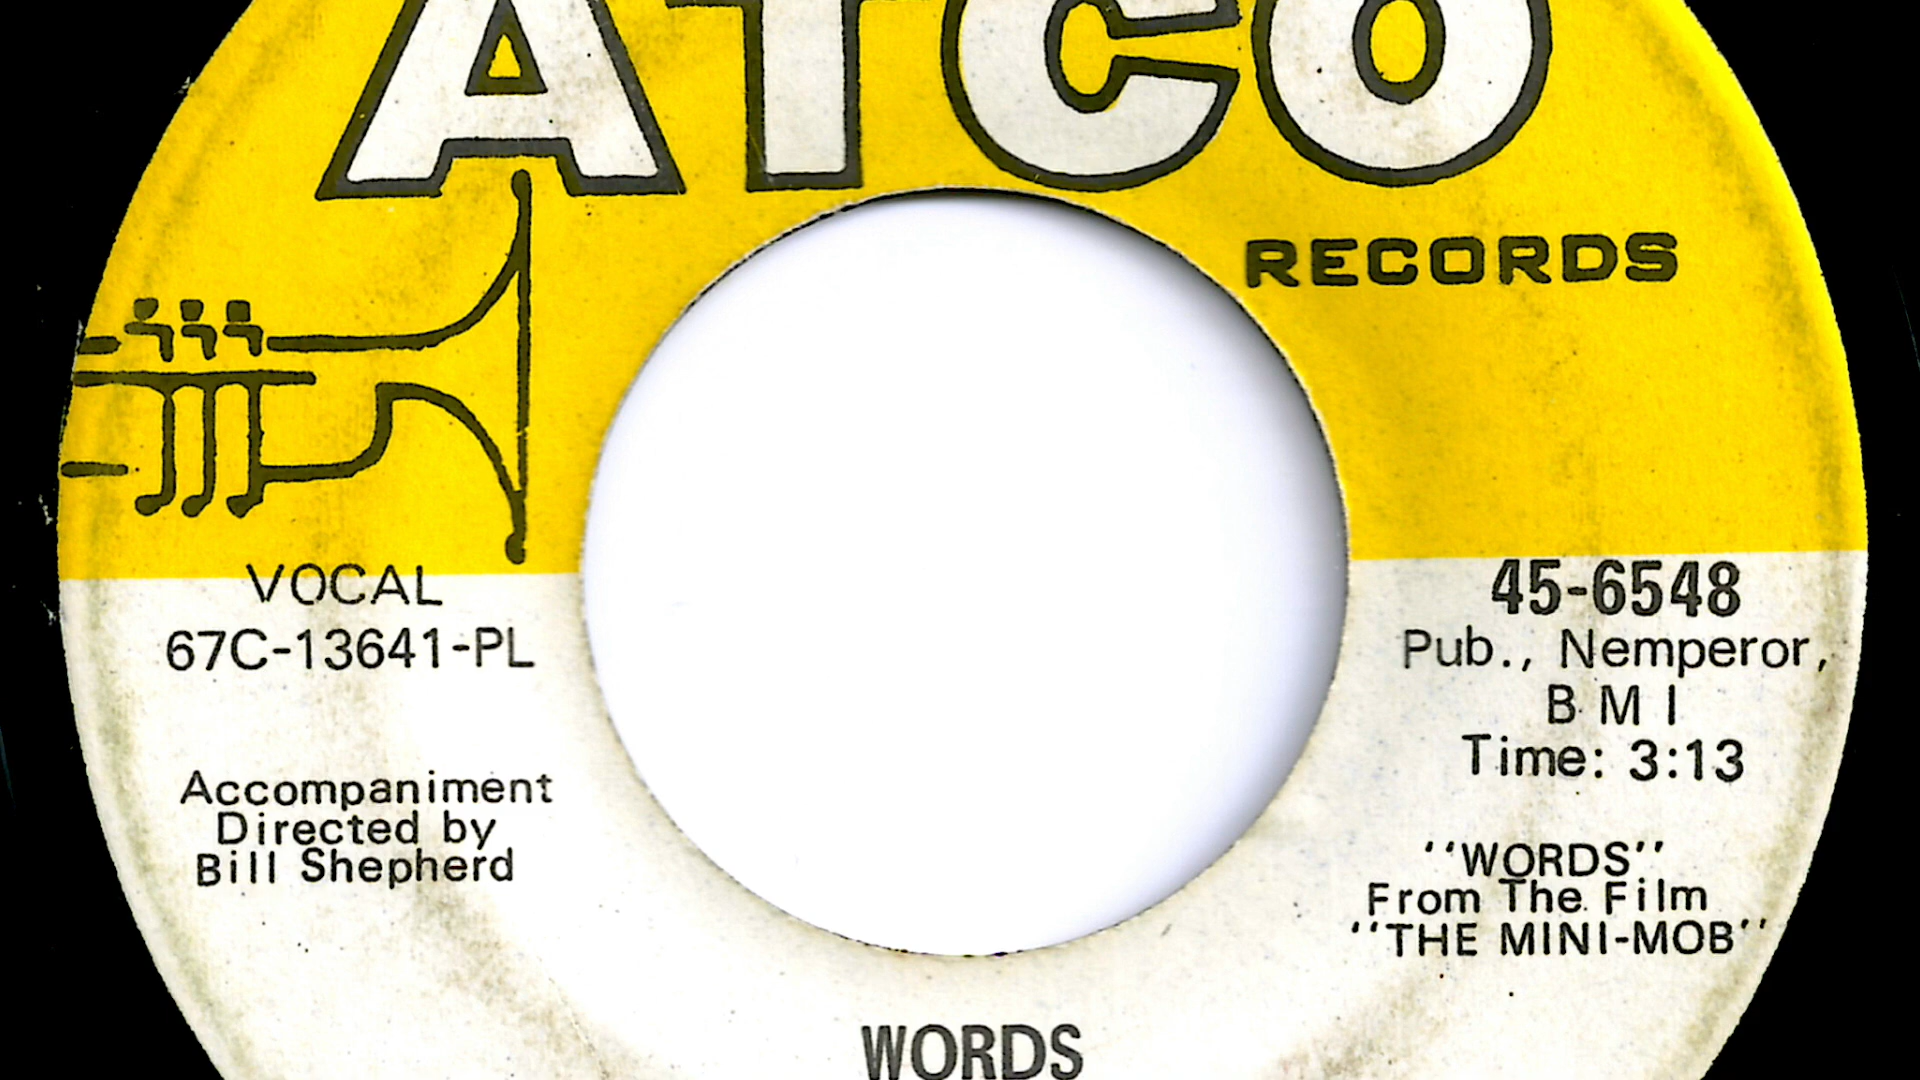 ATCO
RECORDS
VOCAL
67C-13641-PL
Accompaniment
Directed by
Bill Shepherd
45-6548
Pub., Nemperor,
B M I
Time: 3:13
''WORDS''
From The Film
''THE MINI-MOB''
WORDS